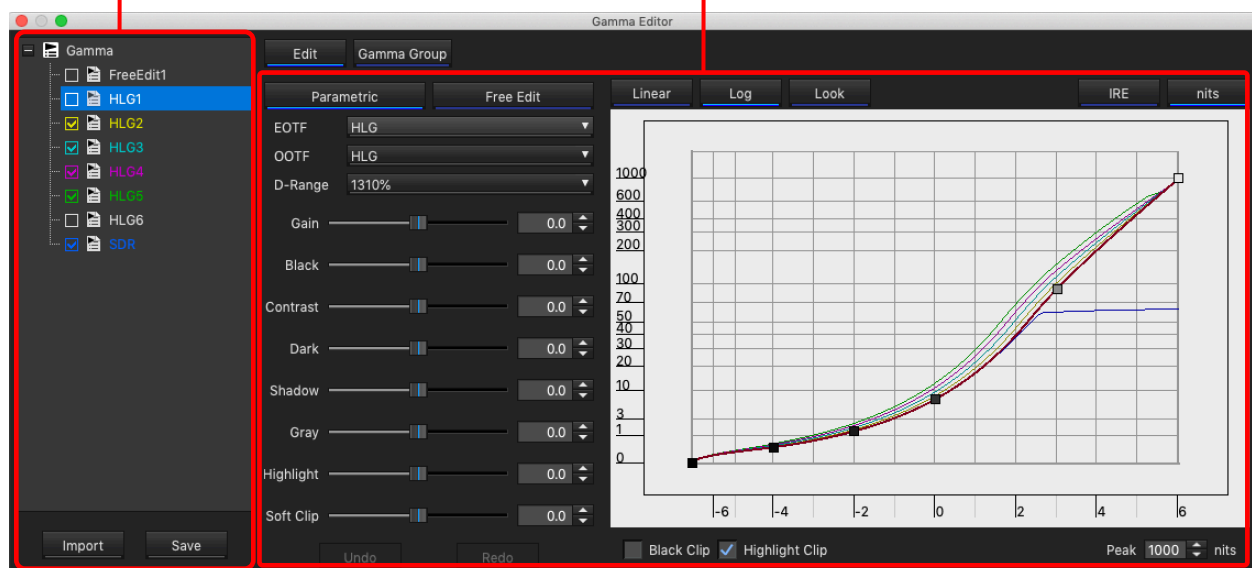 Gamma Editor
Gamma
FreeEdit1
HLG1
HLG2
HLG3
HLG4
HLG5
HLG6
SDR
Import Save
Edit Gamma Group
Parametric Free Edit
EOTF HLG
OOTF HLG
D-Range 1310%
Gain 0.0
Black 0.0
Contrast 0.0
Dark 0.0
Shadow 0.0
Gray 0.0
Highlight 0.0
Soft Clip 0.0
Undo Redo
Linear Log Look IRE nits
1000
600
400
300
200
100
70
50
40
30
20
10
3
1
0
-6 -4 -2 0 2 4 6
Black Clip Highlight Clip Peak 1000 nits